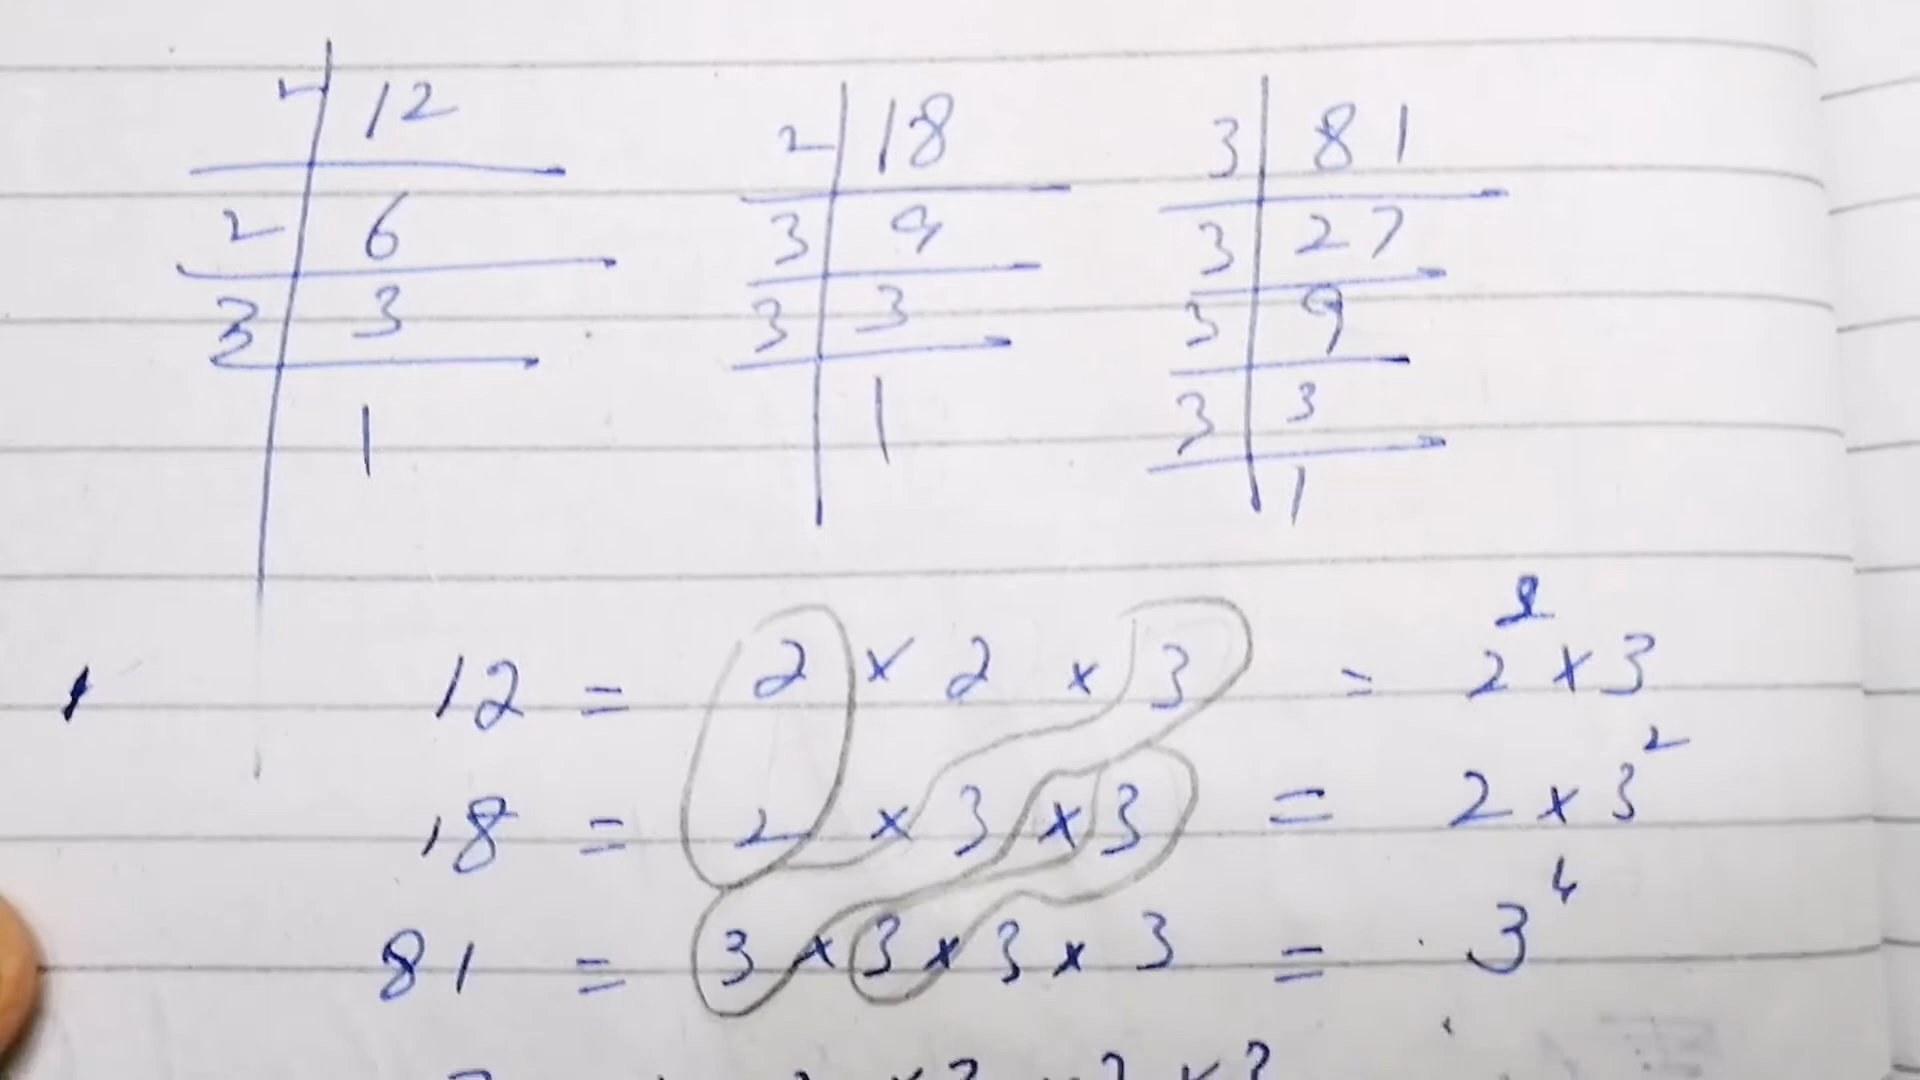 2 | 12
2 | 6
3 | 3
1
2 | 18
3 | 9
3 | 3
1
3 | 81
3 | 27
3 | 9
3 | 3
1
12 = 2 × 2 × 3 = 2² × 3
18 = 2 × 3 × 3 = 2 × 3²
81 = 3 × 3 × 3 × 3 = 3⁴